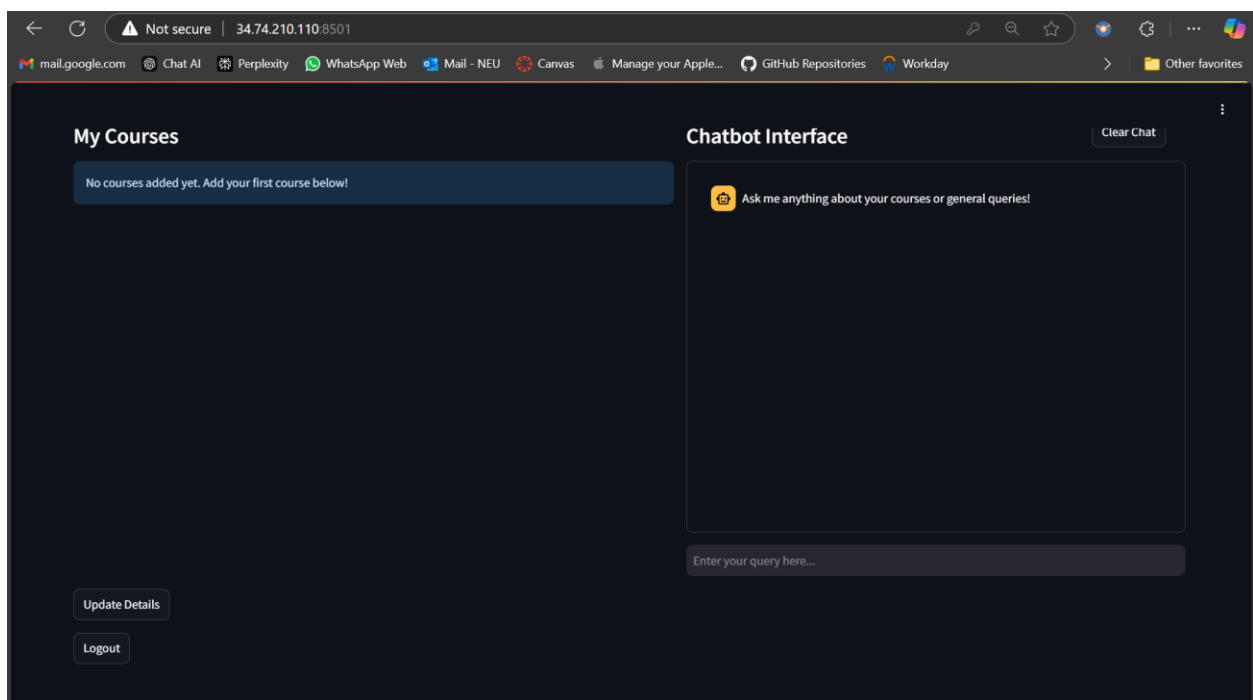 Not secure | 34.74.210.110:8501
mail.google.com Chat AI Perplexity WhatsApp Web Mail - NEU Canvas Manage your Apple... GitHub Repositories Workday Other favorites
My Courses
No courses added yet. Add your first course below!
Update Details
Logout
Chatbot Interface
Clear Chat
Ask me anything about your courses or general queries!
Enter your query here...